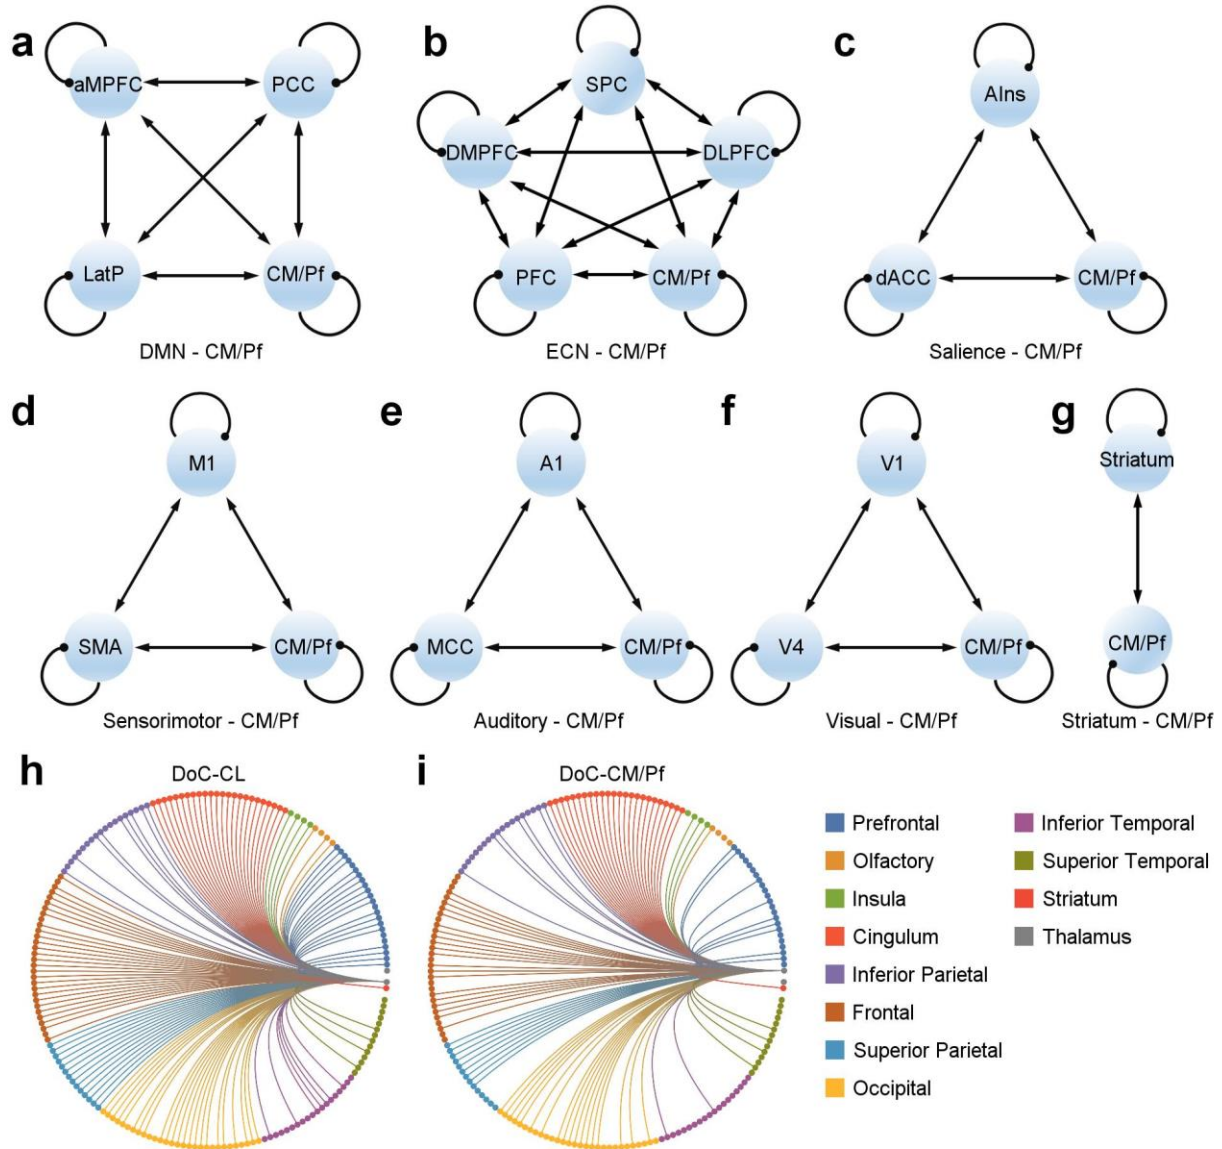 a
aMPFC
PCC
LatP
CM/Pf
DMN - CM/Pf
b
SPC
DMPFC
DLPFC
PFC
CM/Pf
ECN - CM/Pf
c
AIns
dACC
CM/Pf
Salience - CM/Pf
d
M1
SMA
CM/Pf
Sensorimotor - CM/Pf
e
A1
MCC
CM/Pf
Auditory - CM/Pf
f
V1
V4
CM/Pf
Visual - CM/Pf
g
Striatum
CM/Pf
Striatum - CM/Pf
h
DoC-CL
i
DoC-CM/Pf
Prefrontal
Olfactory
Insula
Cingulum
Inferior Parietal
Frontal
Superior Parietal
Occipital
Inferior Temporal
Superior Temporal
Striatum
Thalamus